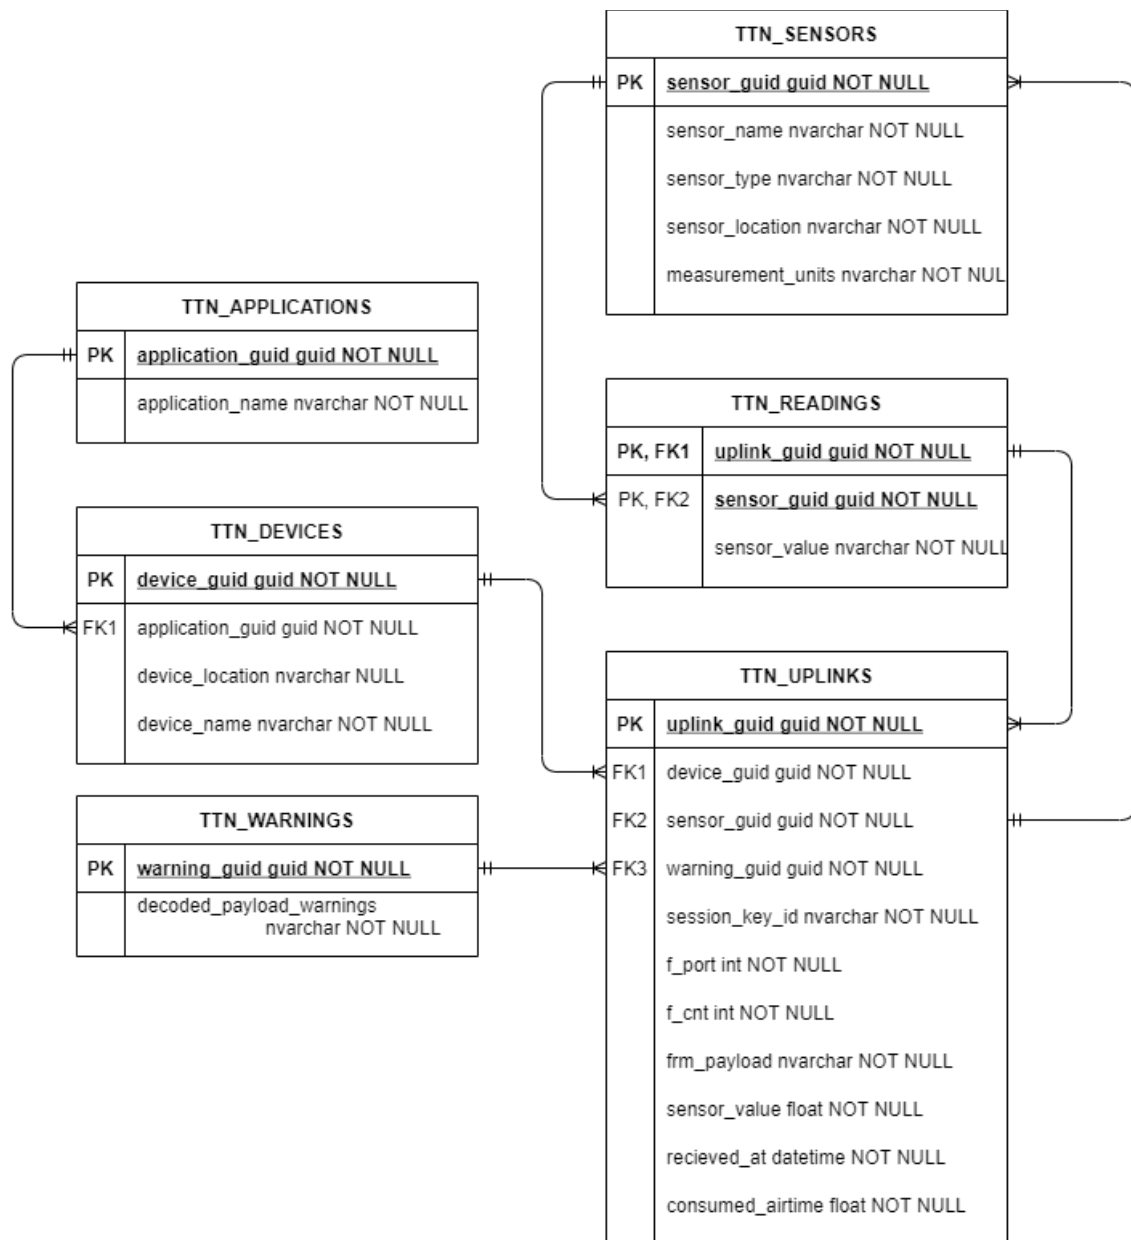 TTN_SENSORS
PK sensor_guid guid NOT NULL
sensor_name nvarchar NOT NULL
sensor_type nvarchar NOT NULL
sensor_location nvarchar NOT NULL
measurement_units nvarchar NOT NUL
TTN_APPLICATIONS
PK application_guid guid NOT NULL
application_name nvarchar NOT NULL
TTN_READINGS
PK, FK1 uplink_guid guid NOT NULL
PK, FK2 sensor_guid guid NOT NULL
sensor_value nvarchar NOT NULL
TTN_DEVICES
PK device_guid guid NOT NULL
FK1 application_guid guid NOT NULL
device_location nvarchar NULL
device_name nvarchar NOT NULL
TTN_UPLINKS
PK uplink_guid guid NOT NULL
FK1 device_guid guid NOT NULL
FK2 sensor_guid guid NOT NULL
FK3 warning_guid guid NOT NULL
session_key_id nvarchar NOT NULL
f_port int NOT NULL
f_cnt int NOT NULL
frm_payload nvarchar NOT NULL
sensor_value float NOT NULL
recieved_at datetime NOT NULL
consumed_airtime float NOT NULL
TTN_WARNINGS
PK warning_guid guid NOT NULL
decoded_payload_warnings
nvarchar NOT NULL